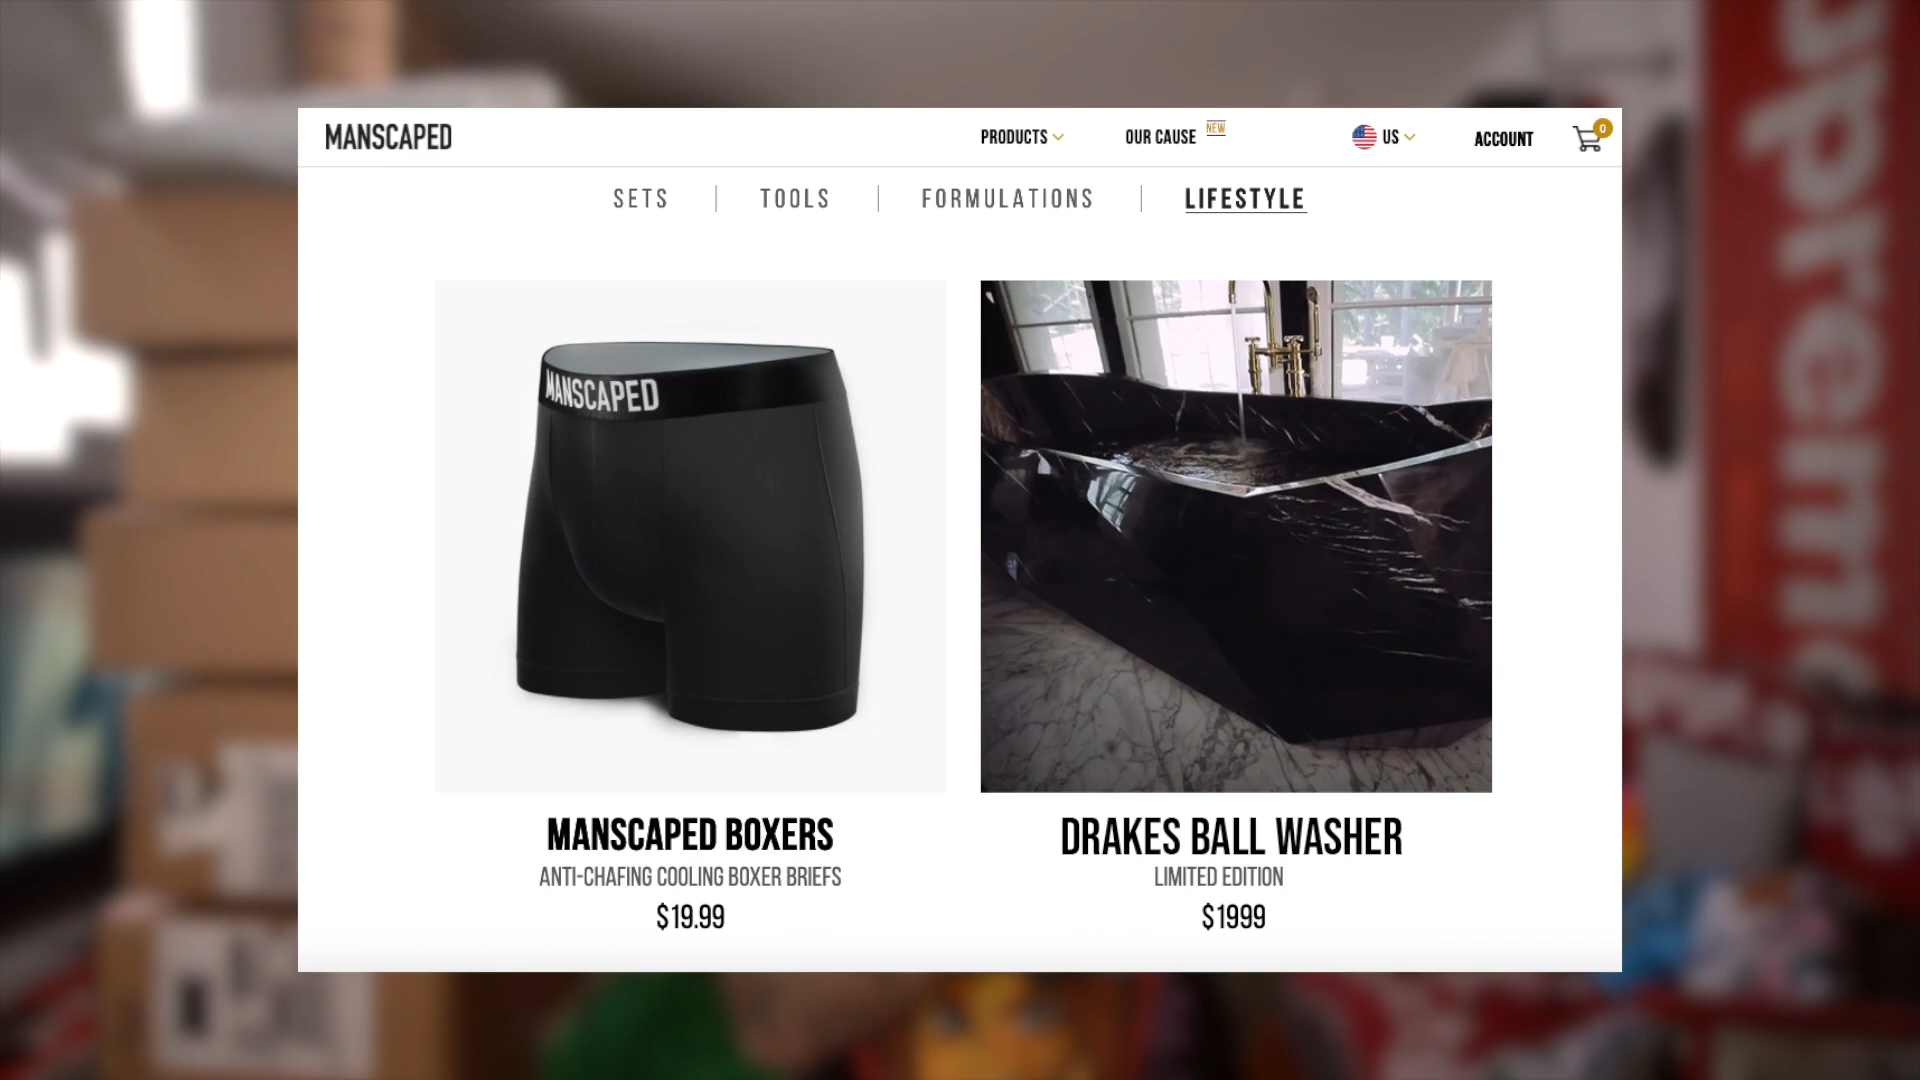 MANSCAPED
PRODUCTS
OUR CAUSE NEW
US
ACCOUNT
0
SETS | TOOLS | FORMULATIONS | LIFESTYLE
MANSCAPED
MANSCAPED BOXERS
ANTI-CHAFING COOLING BOXER BRIEFS
$19.99
DRAKES BALL WASHER
LIMITED EDITION
$1999
upreme